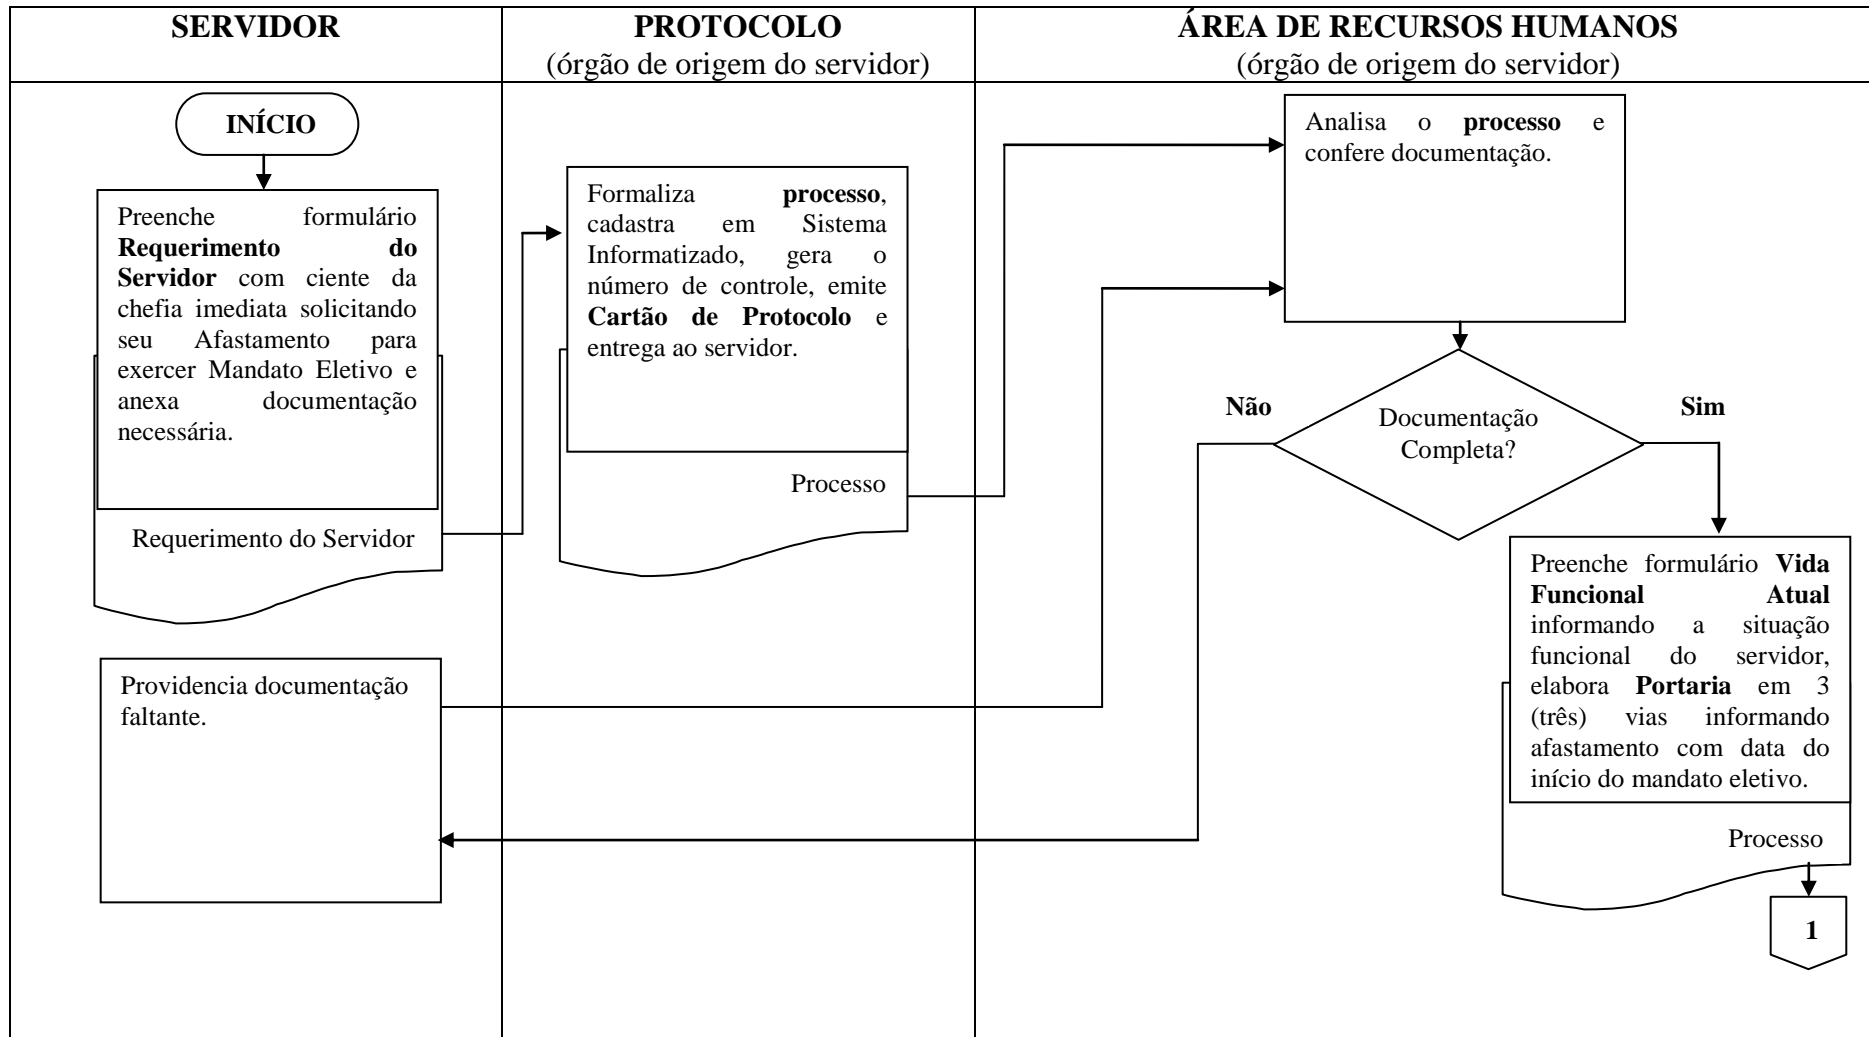 SERVIDOR
PROTOCOLO
(órgão de origem do servidor)
ÁREA DE RECURSOS HUMANOS
(órgão de origem do servidor)
INÍCIO
Preenche formulário
Requerimento do
Servidor com ciente da
chefia imediata solicitando
seu Afastamento para
exercer Mandato Eletivo e
anexa documentação
necessária.
Requerimento do Servidor
Formaliza processo,
cadastra em Sistema
Informatizado, gera o
número de controle, emite
Cartão de Protocolo e
entrega ao servidor.
Processo
Analisa o processo e
confere documentação.
Documentação
Completa?
Não
Sim
Providencia documentação
faltante.
Preenche formulário Vida
Funcional Atual
informando a situação
funcional do servidor,
elabora Portaria em 3
(três) vias informando
afastamento com data do
início do mandato eletivo.
Processo
1